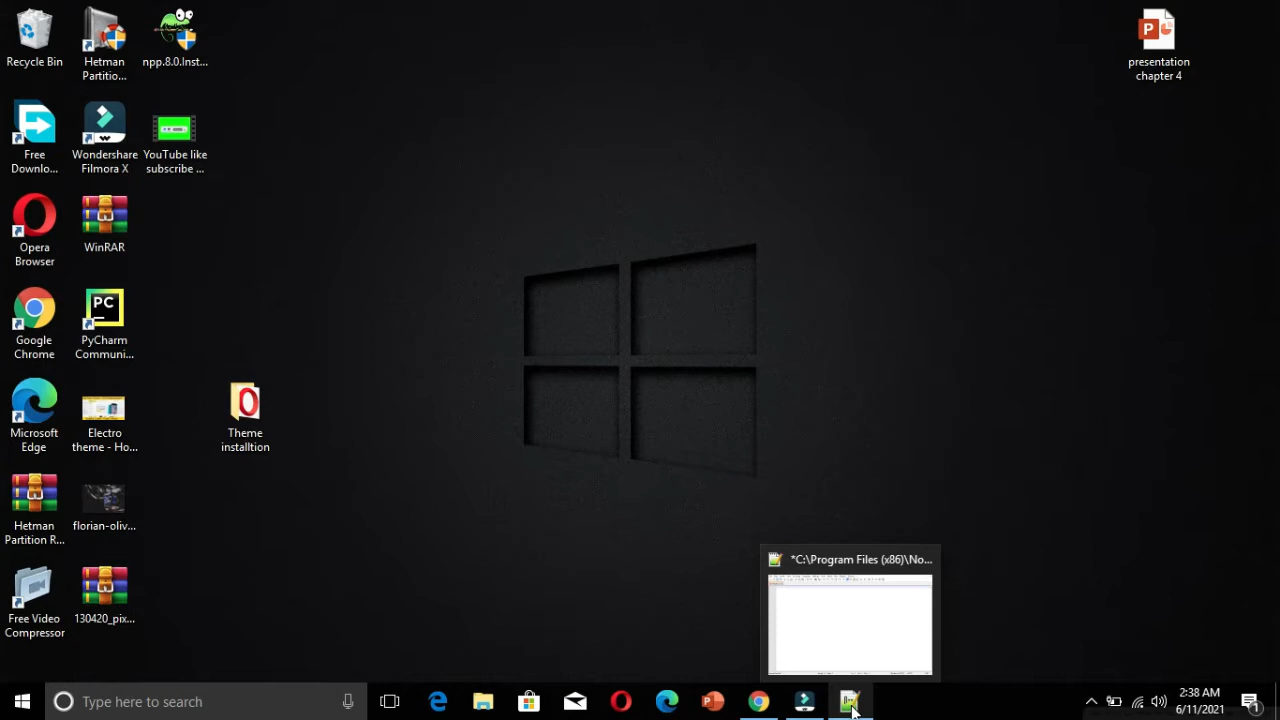 Recycle Bin
Hetman
Partitio...
npp.8.0.Inst...
presentation
chapter 4
Free
Downlo...
Wondershare
Filmora X
YouTube like
subscribe ...
Opera
Browser
WinRAR
Google
Chrome
PC
PyCharm
Communi...
Microsoft
Edge
Electro
theme - Ho...
Theme
installtion
Hetman
Partition R...
florian-oliv...
Free Video
Compressor
130420_pix...
*C:\Program Files (x86)\No...
Type here to search
2:38 AM
6/11/2021
1